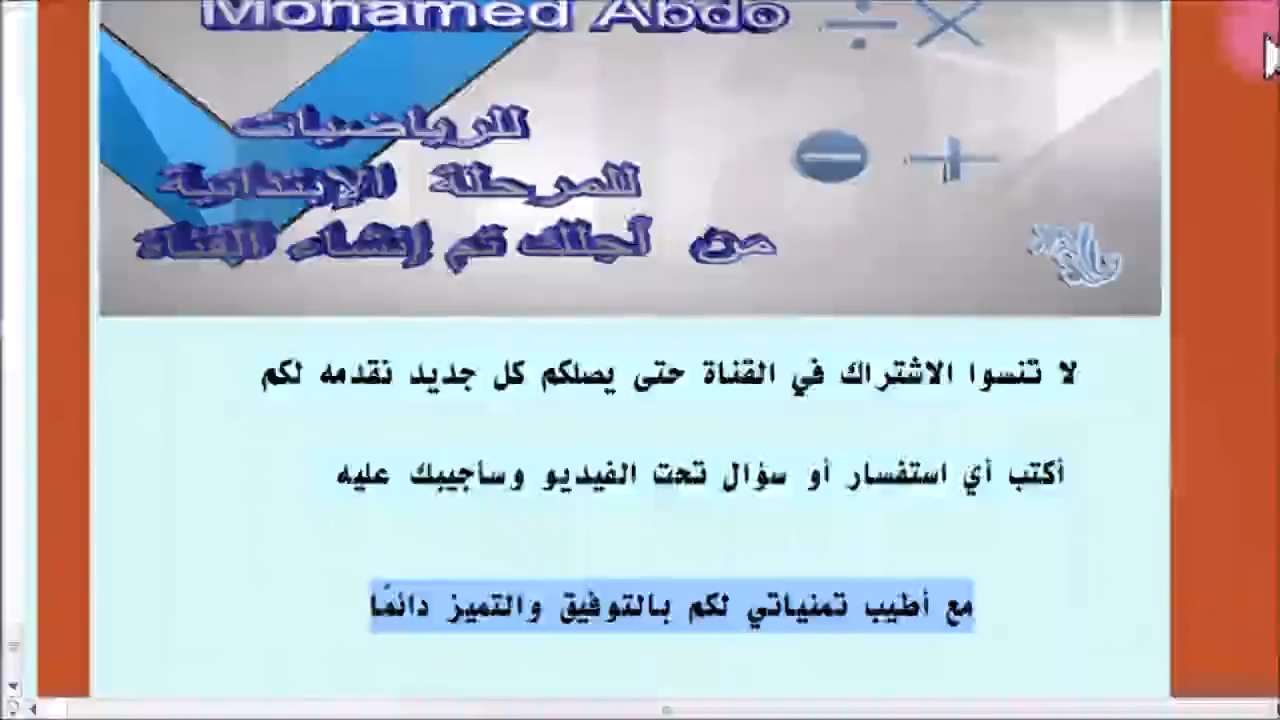 Mohamed Abdo
للرياضيات
للمرحلة الإبتدائية
من أجلك تم إنشاء القناة
لا تنسوا الاشتراك في القناة حتى يصلكم كل جديد نقدمه لكم
أكتب أي استفسار أو سؤال تحت الفيديو وسأجيبك عليه
مع أطيب تمنياتي لكم بالتوفيق والتميز دائمًا